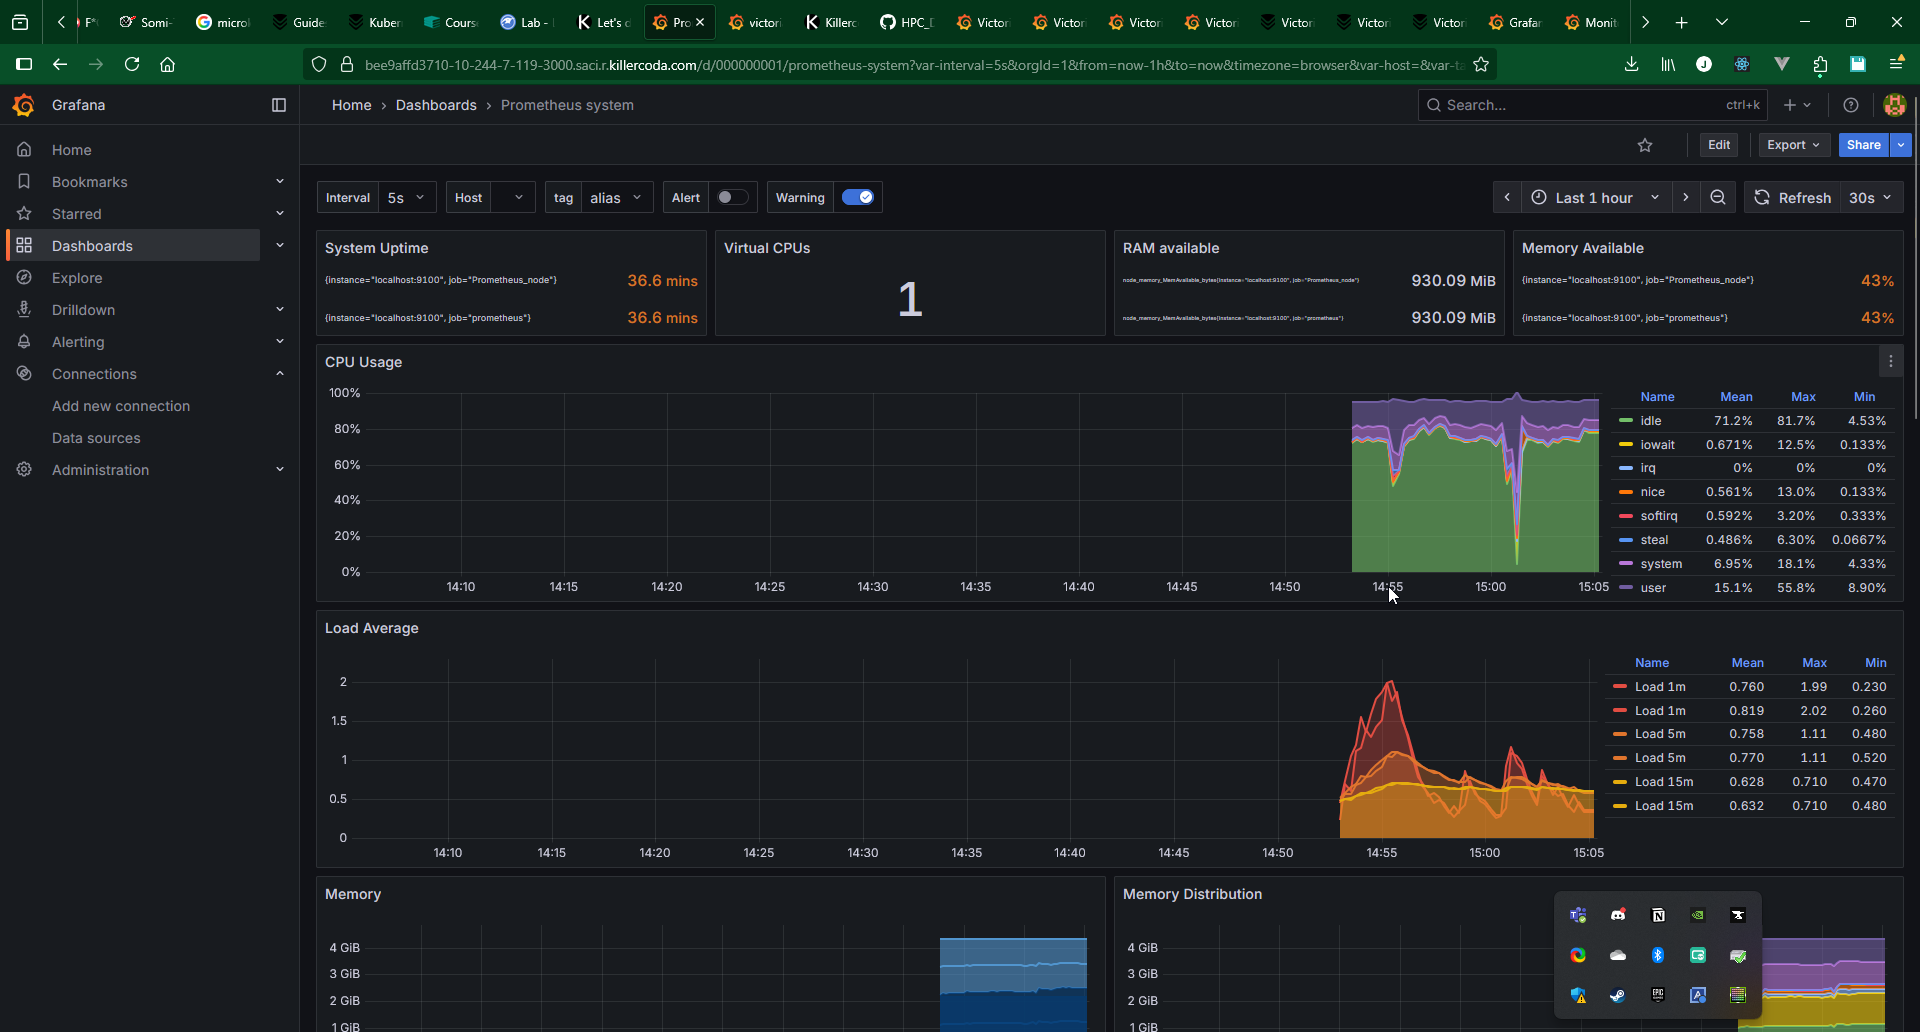 F*
Somi-
micro
Guide
Kuber
Cours
Lab -
Let's d
Pro
victori
Killerc
HPC_D
Victori
Victori
Victori
Victori
Victor
Victor
Victor
Grafan
Monit
bee9affd3710-10-244-7-119-3000.saci.r.killercoda.com/d/000000001/prometheus-system?var-interval=5s&orgId=1&from=now-1h&to=now&timezone=browser&var-host=&var-ta
Grafana
Home › Dashboards › Prometheus system
Search... ctrl+k
Edit
Export
Share
Home
Bookmarks
Starred
Dashboards
Explore
Drilldown
Alerting
Connections
Add new connection
Data sources
Administration
Interval 5s
Host
tag alias
Alert
Warning
Last 1 hour
Refresh 30s
System Uptime
{instance="localhost:9100", job="Prometheus_node"} 36.6 mins
{instance="localhost:9100", job="prometheus"} 36.6 mins
Virtual CPUs
1
RAM available
node_memory_MemAvailable_bytes{instance="localhost:9100", job="Prometheus_node"} 930.09 MiB
node_memory_MemAvailable_bytes{instance="localhost:9100", job="prometheus"} 930.09 MiB
Memory Available
{instance="localhost:9100", job="Prometheus_node"} 43%
{instance="localhost:9100", job="prometheus"} 43%
CPU Usage
100%
80%
60%
40%
20%
0%
14:10 14:15 14:20 14:25 14:30 14:35 14:40 14:45 14:50 14:55 15:00 15:05
Name Mean Max Min
idle 71.2% 81.7% 4.53%
iowait 0.671% 12.5% 0.133%
irq 0% 0% 0%
nice 0.561% 13.0% 0.133%
softirq 0.592% 3.20% 0.333%
steal 0.486% 6.30% 0.0667%
system 6.95% 18.1% 4.33%
user 15.1% 55.8% 8.90%
Load Average
2
1.5
1
0.5
0
14:10 14:15 14:20 14:25 14:30 14:35 14:40 14:45 14:50 14:55 15:00 15:05
Name Mean Max Min
Load 1m 0.760 1.99 0.230
Load 1m 0.819 2.02 0.260
Load 5m 0.758 1.11 0.480
Load 5m 0.770 1.11 0.520
Load 15m 0.628 0.710 0.470
Load 15m 0.632 0.710 0.480
Memory
4 GiB
3 GiB
2 GiB
1 GiB
Memory Distribution
4 GiB
3 GiB
2 GiB
1 GiB